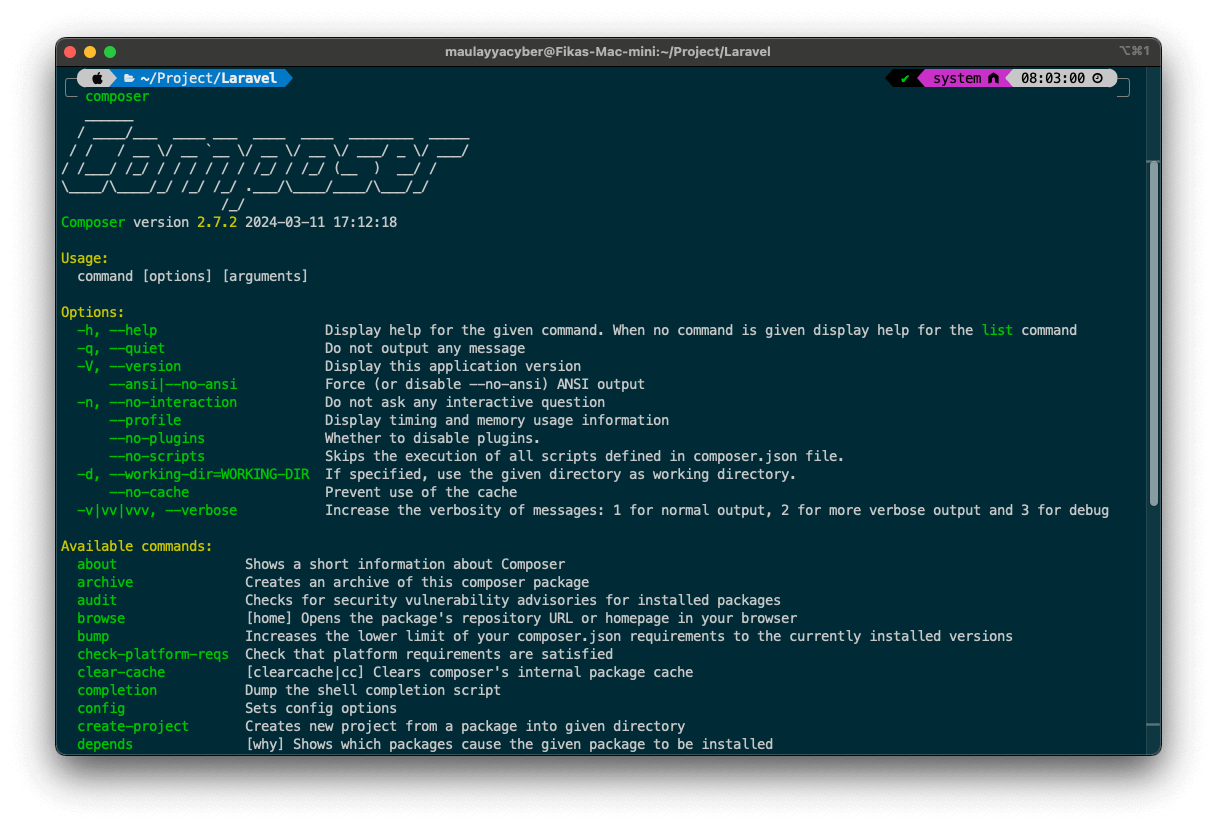 maulayyacyber@Fikas-Mac-mini:~/Project/Laravel ⌥⌘1
~/Project/Laravel ✔ system 08:03:00
composer
   ______
  / ____/___  ____ ___  ____  ____  ________  _____
 / /   / __ \/ __ `__ \/ __ \/ __ \/ ___/ _ \/ ___/
/ /___/ /_/ / / / / / / /_/ / /_/ (__  )  __/ /
\____/\____/_/ /_/ /_/ .___/\____/____/\___/_/
                    /_/
Composer version 2.7.2 2024-03-11 17:12:18
Usage:
  command [options] [arguments]
Options:
  -h, --help                     Display help for the given command. When no command is given display help for the list command
  -q, --quiet                    Do not output any message
  -V, --version                  Display this application version
      --ansi|--no-ansi           Force (or disable --no-ansi) ANSI output
  -n, --no-interaction           Do not ask any interactive question
      --profile                  Display timing and memory usage information
      --no-plugins               Whether to disable plugins.
      --no-scripts               Skips the execution of all scripts defined in composer.json file.
  -d, --working-dir=WORKING-DIR  If specified, use the given directory as working directory.
      --no-cache                 Prevent use of the cache
  -v|vv|vvv, --verbose           Increase the verbosity of messages: 1 for normal output, 2 for more verbose output and 3 for debug
Available commands:
  about                Shows a short information about Composer
  archive              Creates an archive of this composer package
  audit                Checks for security vulnerability advisories for installed packages
  browse               [home] Opens the package's repository URL or homepage in your browser
  bump                 Increases the lower limit of your composer.json requirements to the currently installed versions
  check-platform-reqs  Check that platform requirements are satisfied
  clear-cache          [clearcache|cc] Clears composer's internal package cache
  completion           Dump the shell completion script
  config               Sets config options
  create-project       Creates new project from a package into given directory
  depends              [why] Shows which packages cause the given package to be installed